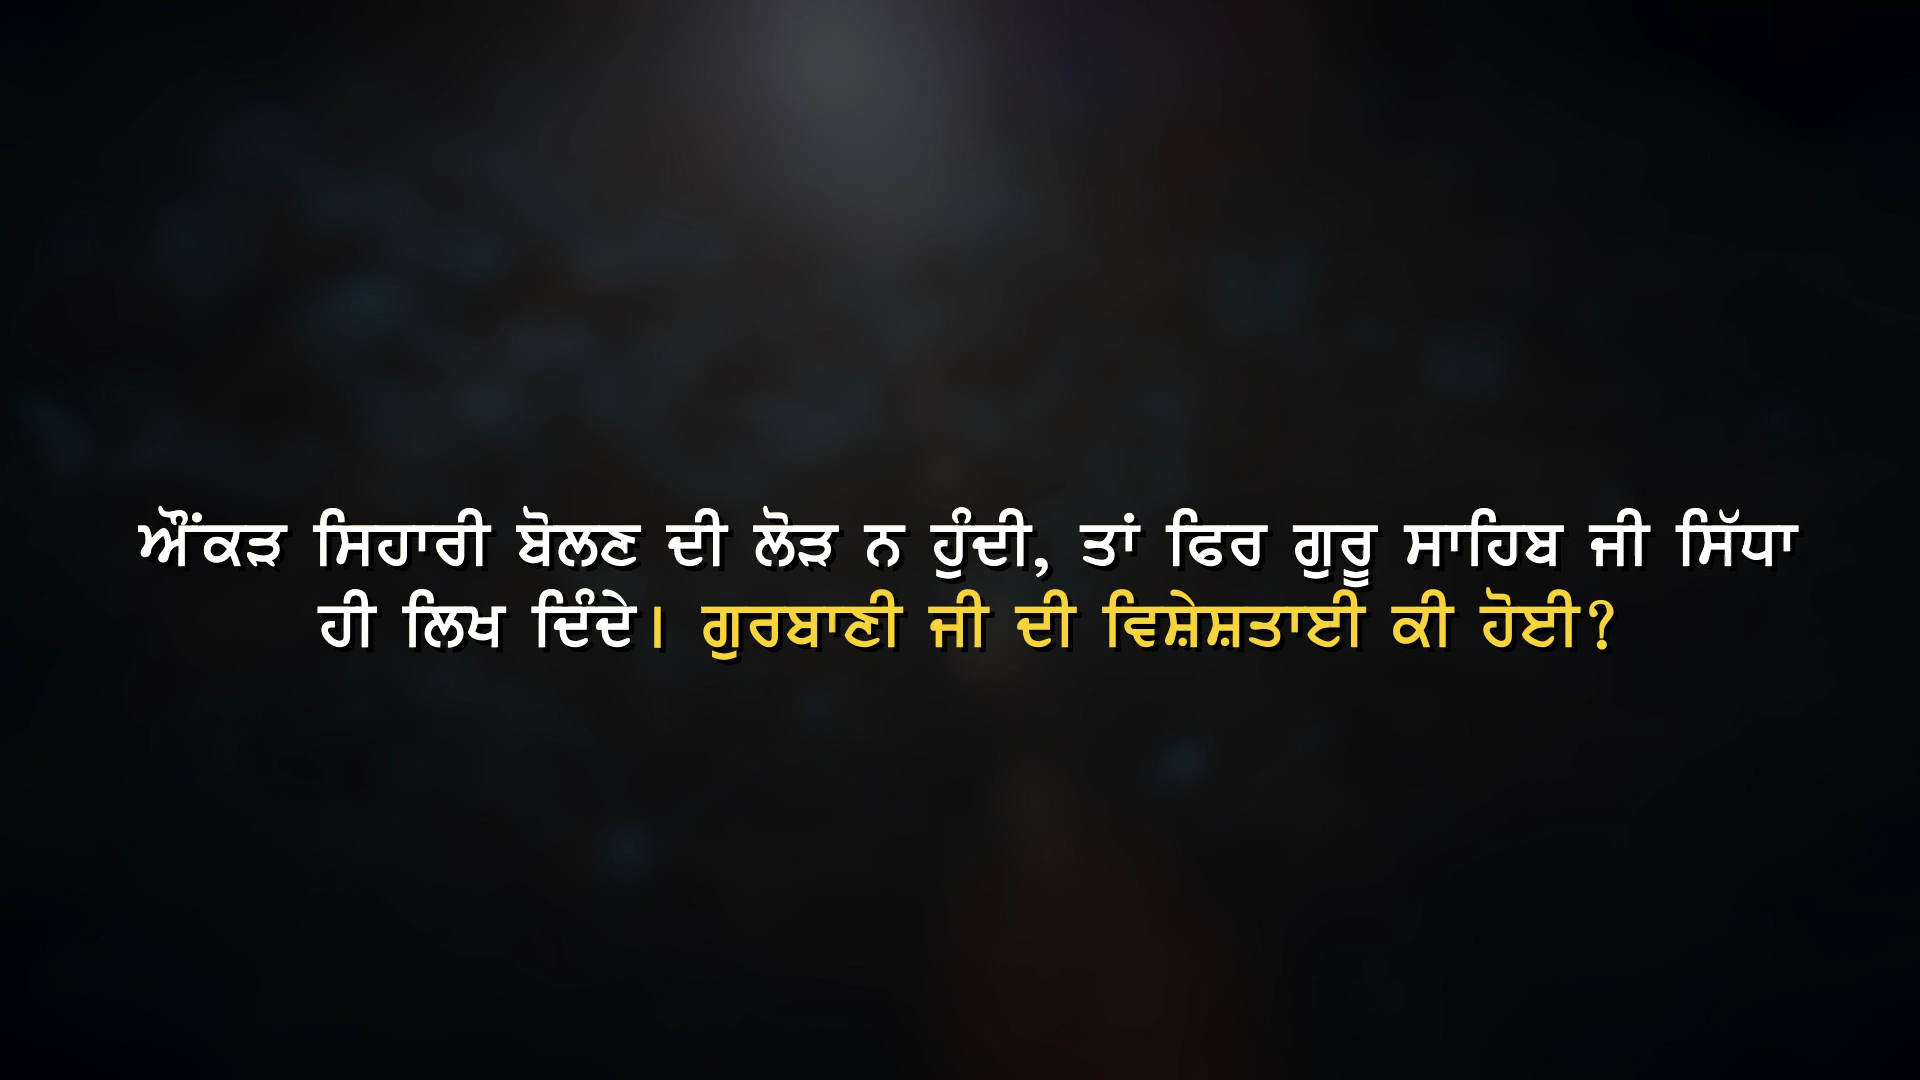 ਔਂਕੜ ਸਿਹਾਰੀ ਬੋਲਣ ਦੀ ਲੋੜ ਨ ਹੁੰਦੀ, ਤਾਂ ਫਿਰ ਗੁਰੂ ਸਾਹਿਬ ਜੀ ਸਿੱਧਾ
ਹੀ ਲਿਖ ਦਿੰਦੇ। ਗੁਰਬਾਣੀ ਜੀ ਦੀ ਵਿਸ਼ੇਸ਼ਤਾਈ ਕੀ ਹੋਈ?